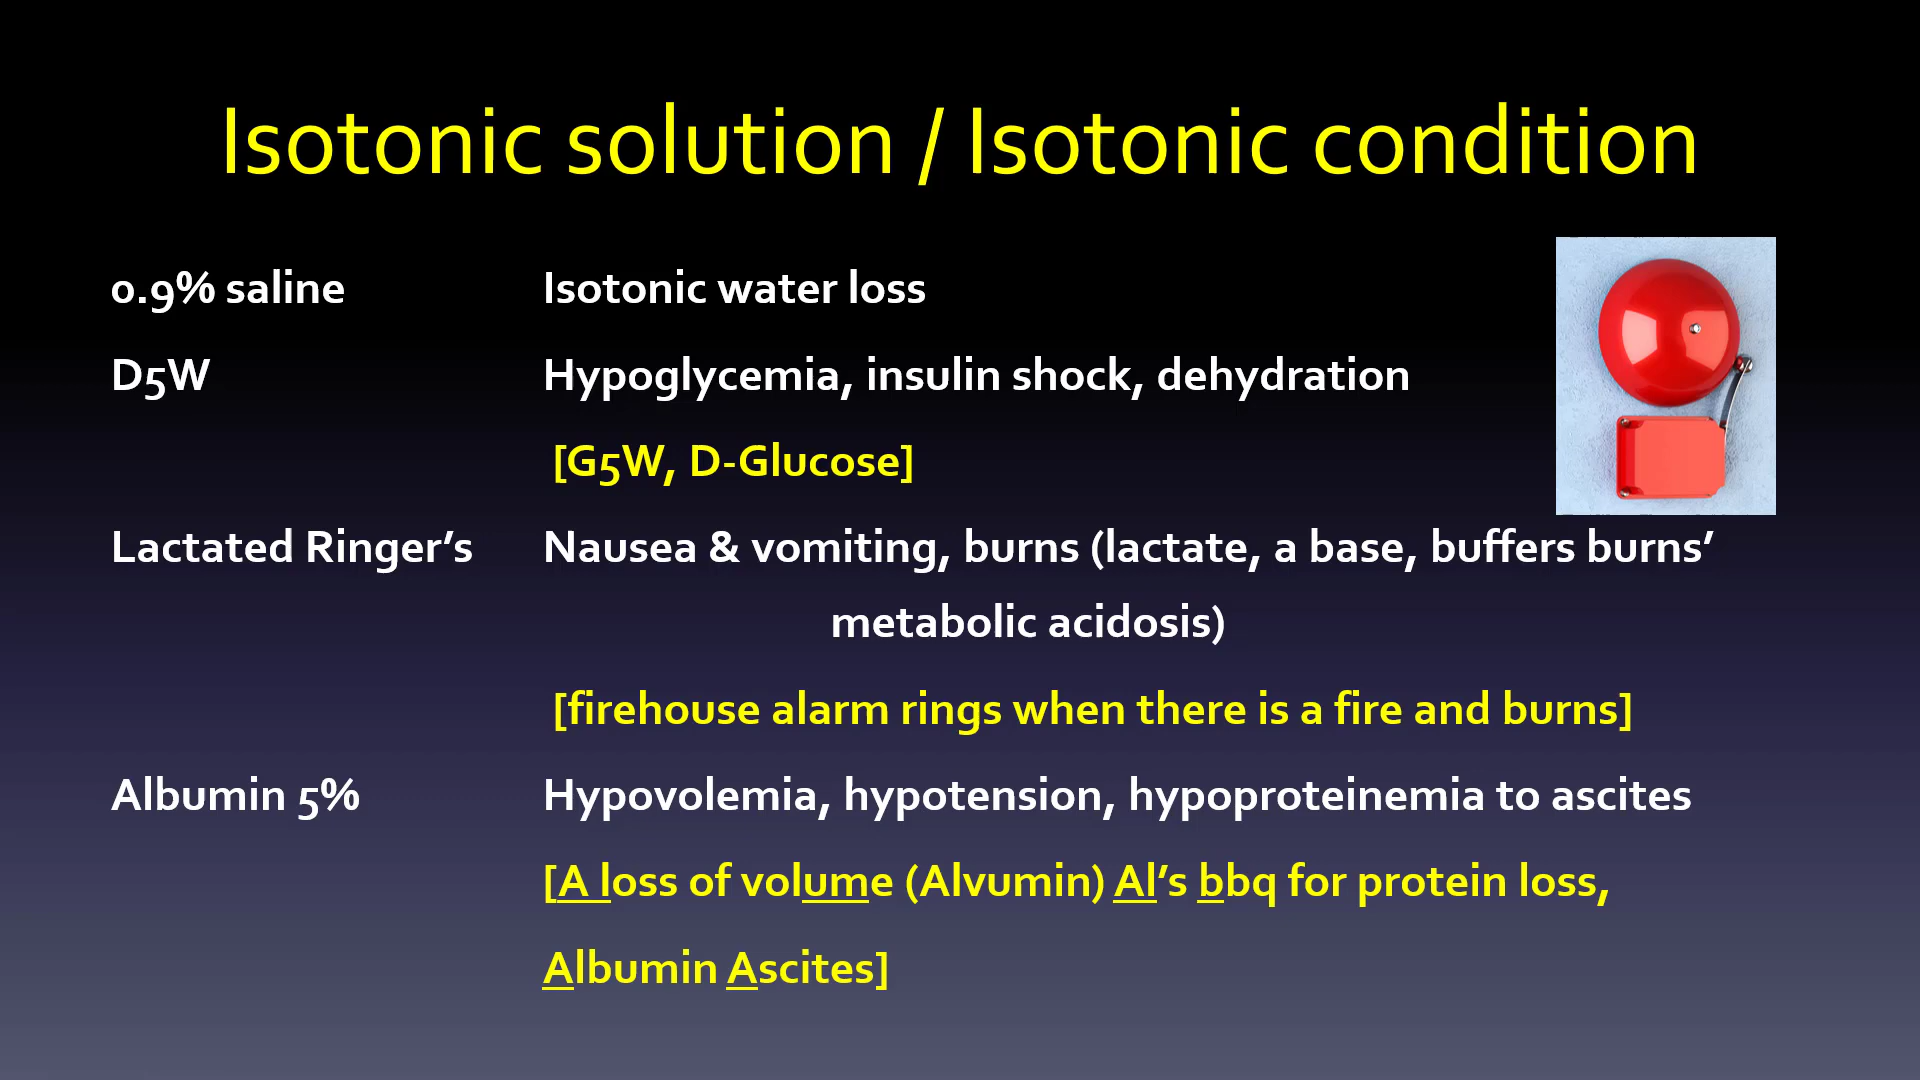 Isotonic solution / Isotonic condition
0.9% saline Isotonic water loss
D5W Hypoglycemia, insulin shock, dehydration
[G5W, D-Glucose]
Lactated Ringer’s Nausea & vomiting, burns (lactate, a base, buffers burns’
metabolic acidosis)
[firehouse alarm rings when there is a fire and burns]
Albumin 5% Hypovolemia, hypotension, hypoproteinemia to ascites
[A loss of volume (Alvumin) Al’s bbq for protein loss,
Albumin Ascites]